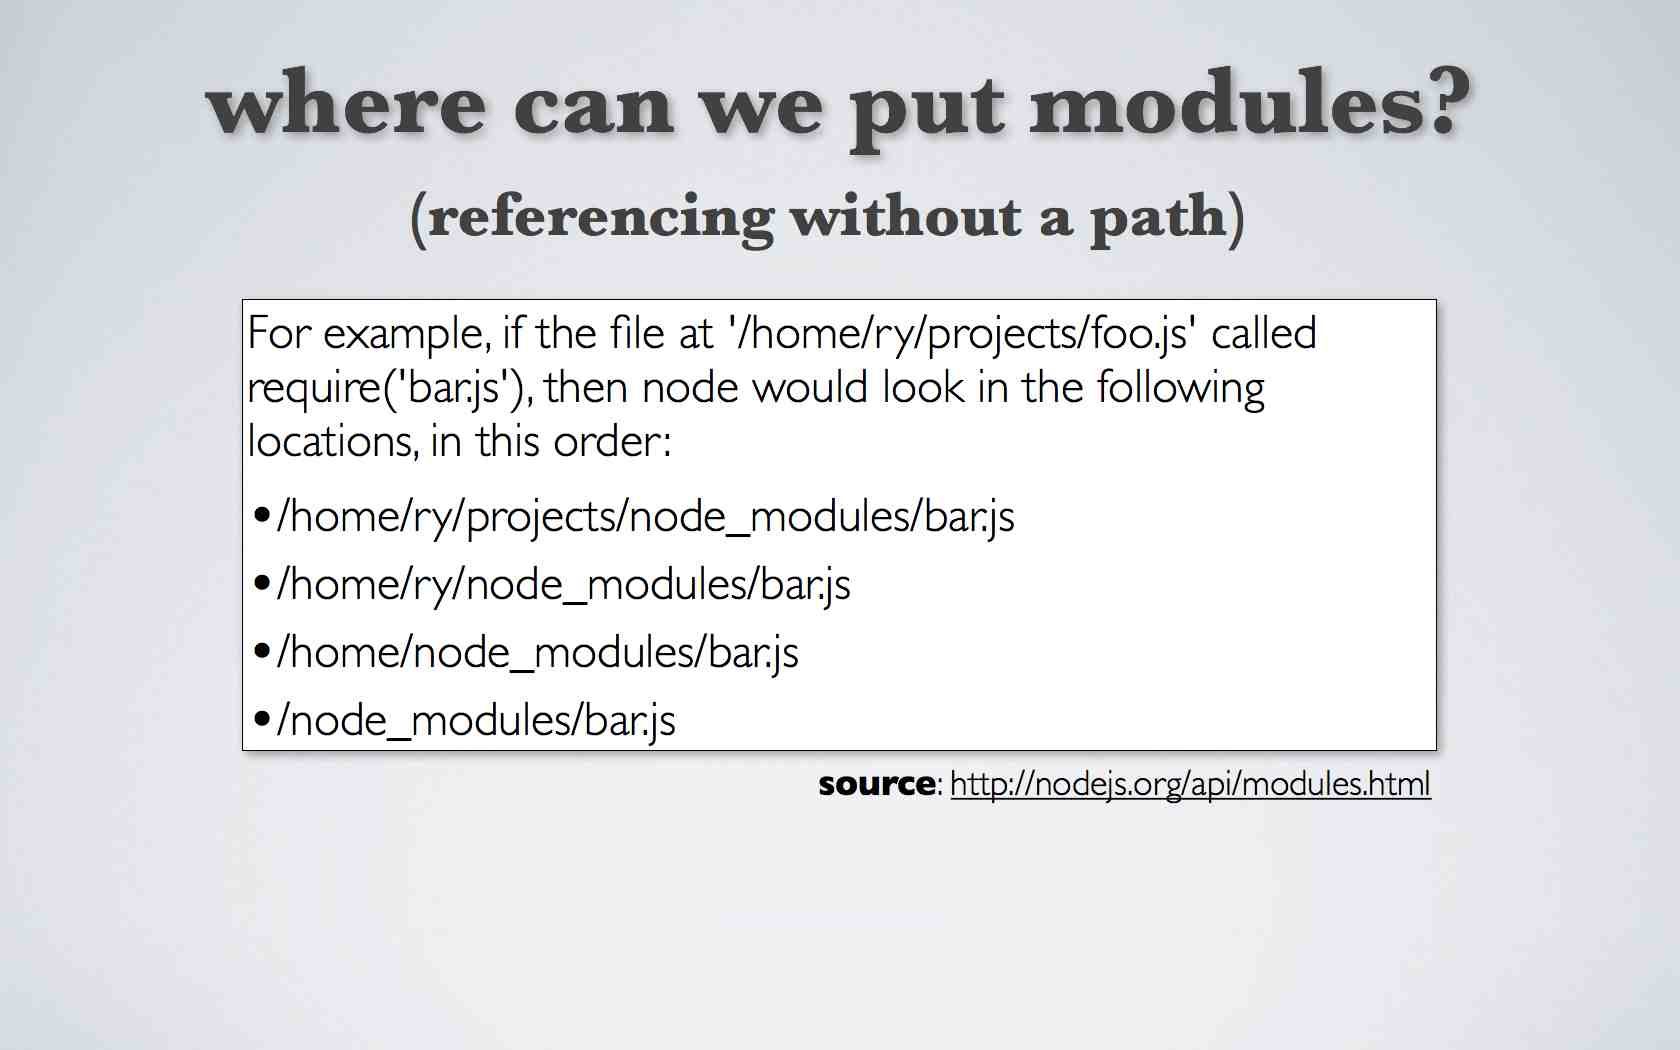 where can we put modules?
(referencing without a path)
For example, if the file at '/home/ry/projects/foo.js' called
require('bar.js'), then node would look in the following
locations, in this order:
•/home/ry/projects/node_modules/bar.js
•/home/ry/node_modules/bar.js
•/home/node_modules/bar.js
•/node_modules/bar.js
source: http://nodejs.org/api/modules.html